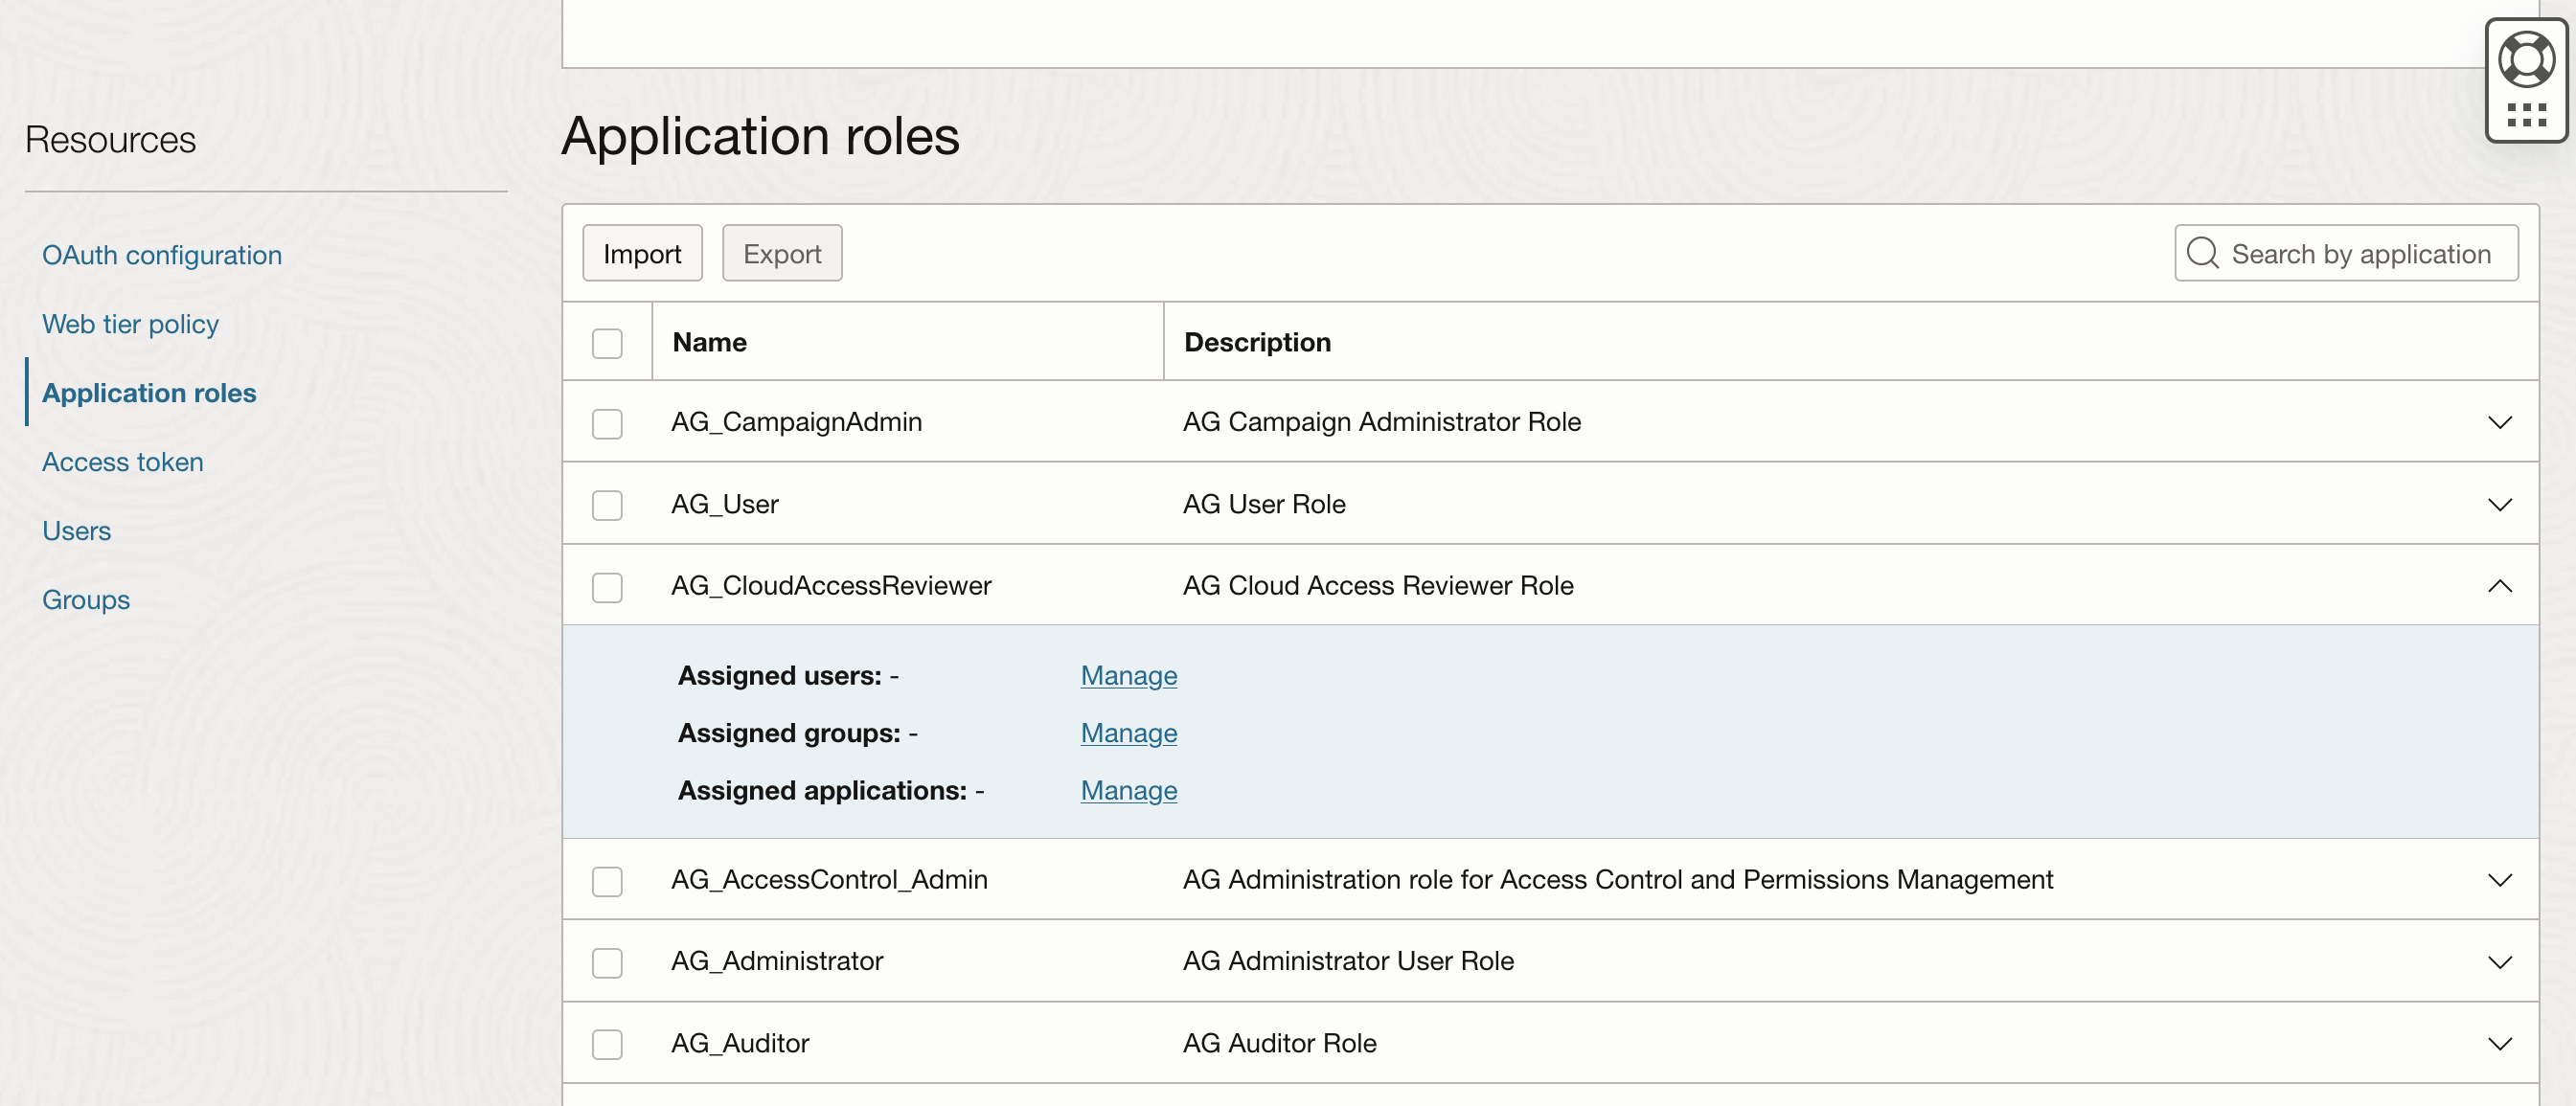 Resources
OAuth configuration
Web tier policy
Application roles
Access token
Users
Groups
Application roles
Import Export Search by application
Name Description
AG_CampaignAdmin AG Campaign Administrator Role
AG_User AG User Role
AG_CloudAccessReviewer AG Cloud Access Reviewer Role
Assigned users: - Manage
Assigned groups: - Manage
Assigned applications: - Manage
AG_AccessControl_Admin AG Administration role for Access Control and Permissions Management
AG_Administrator AG Administrator User Role
AG_Auditor AG Auditor Role